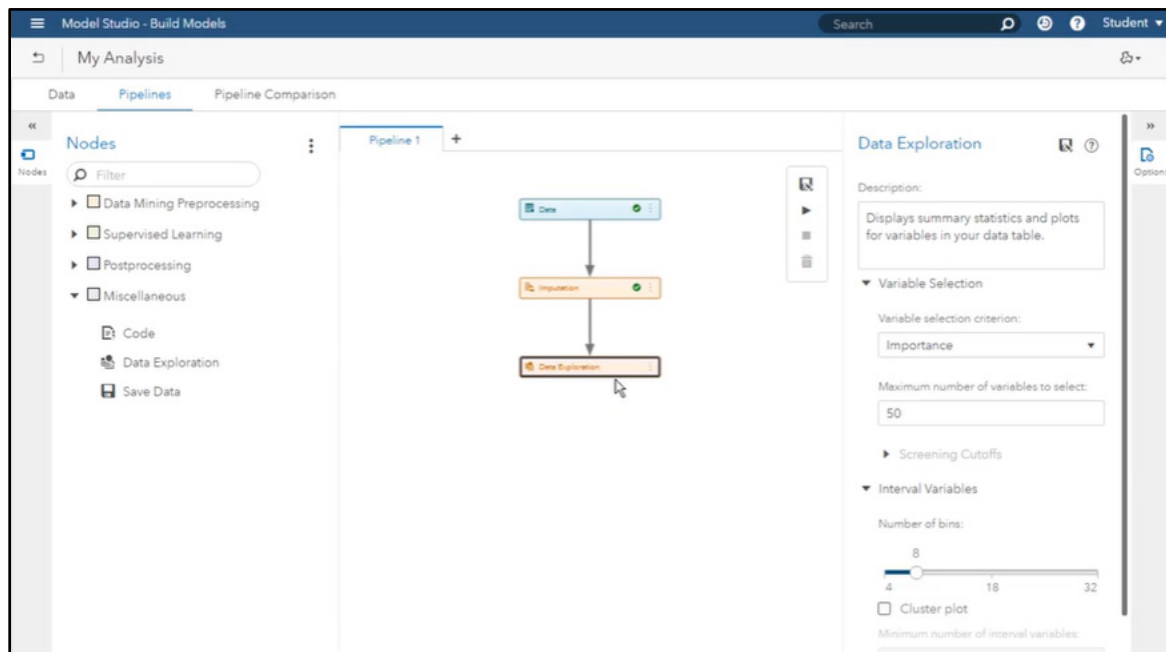 Model Studio - Build Models
Search
Student
My Analysis
Data
Pipelines
Pipeline Comparison
Nodes
Nodes
Filter
Data Mining Preprocessing
Supervised Learning
Postprocessing
Miscellaneous
Code
Data Exploration
Save Data
Pipeline 1
+
Data
Imputation
Data Exploration
Data Exploration
Description:
Displays summary statistics and plots
for variables in your data table.
Variable Selection
Variable selection criterion:
Importance
Maximum number of variables to select:
50
Screening Cutoffs
Interval Variables
Number of bins:
8
4 18 32
Cluster plot
Minimum number of interval variables:
Option